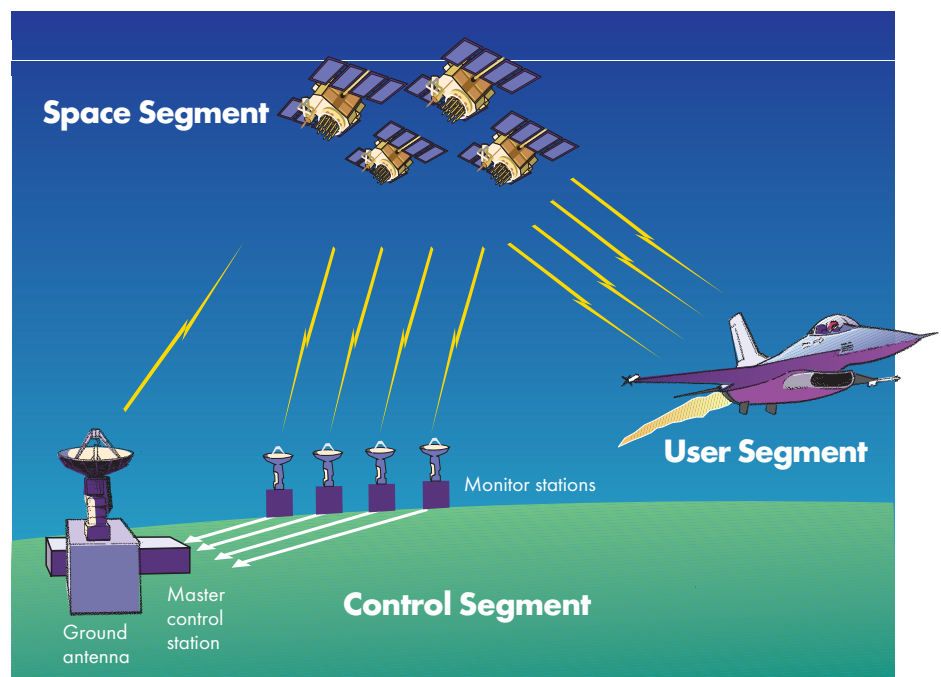 Space Segment
User Segment
Monitor stations
Master
control
station
Control Segment
Ground
antenna